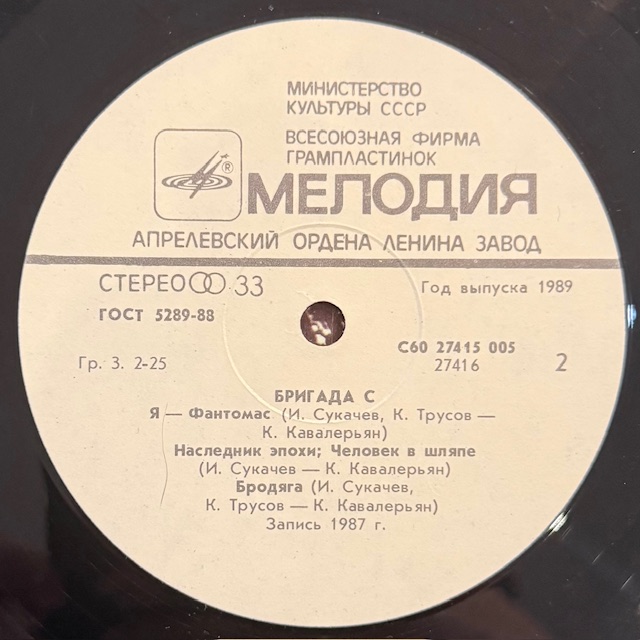 МИНИСТЕРСТВО
КУЛЬТУРЫ СССР
ВСЕСОЮЗНАЯ ФИРМА
ГРАМПЛАСТИНОК
®
МЕЛОДИЯ
АПРЕЛЕВСКИЙ ОРДЕНА ЛЕНИНА ЗАВОД
СТЕРЕО 33
Год выпуска 1989
ГОСТ 5289-88
Гр. 3. 2-25
С60 27415 005
27416
2
БРИГАДА С
Я — Фантомас (И. Сукачев, К. Трусов —
К. Кавалерьян)
Наследник эпохи; Человек в шляпе
(И. Сукачев — К. Кавалерьян)
Бродяга (И. Сукачев,
К. Трусов — К. Кавалерьян)
Запись 1987 г.